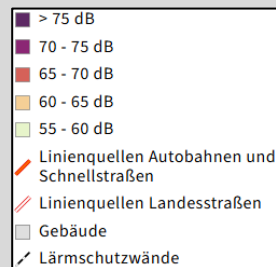 > 75 dB
70 - 75 dB
65 - 70 dB
60 - 65 dB
55 - 60 dB
Linienquellen Autobahnen und
Schnellstraßen
Linienquellen Landesstraßen
Gebäude
Lärmschutzwände